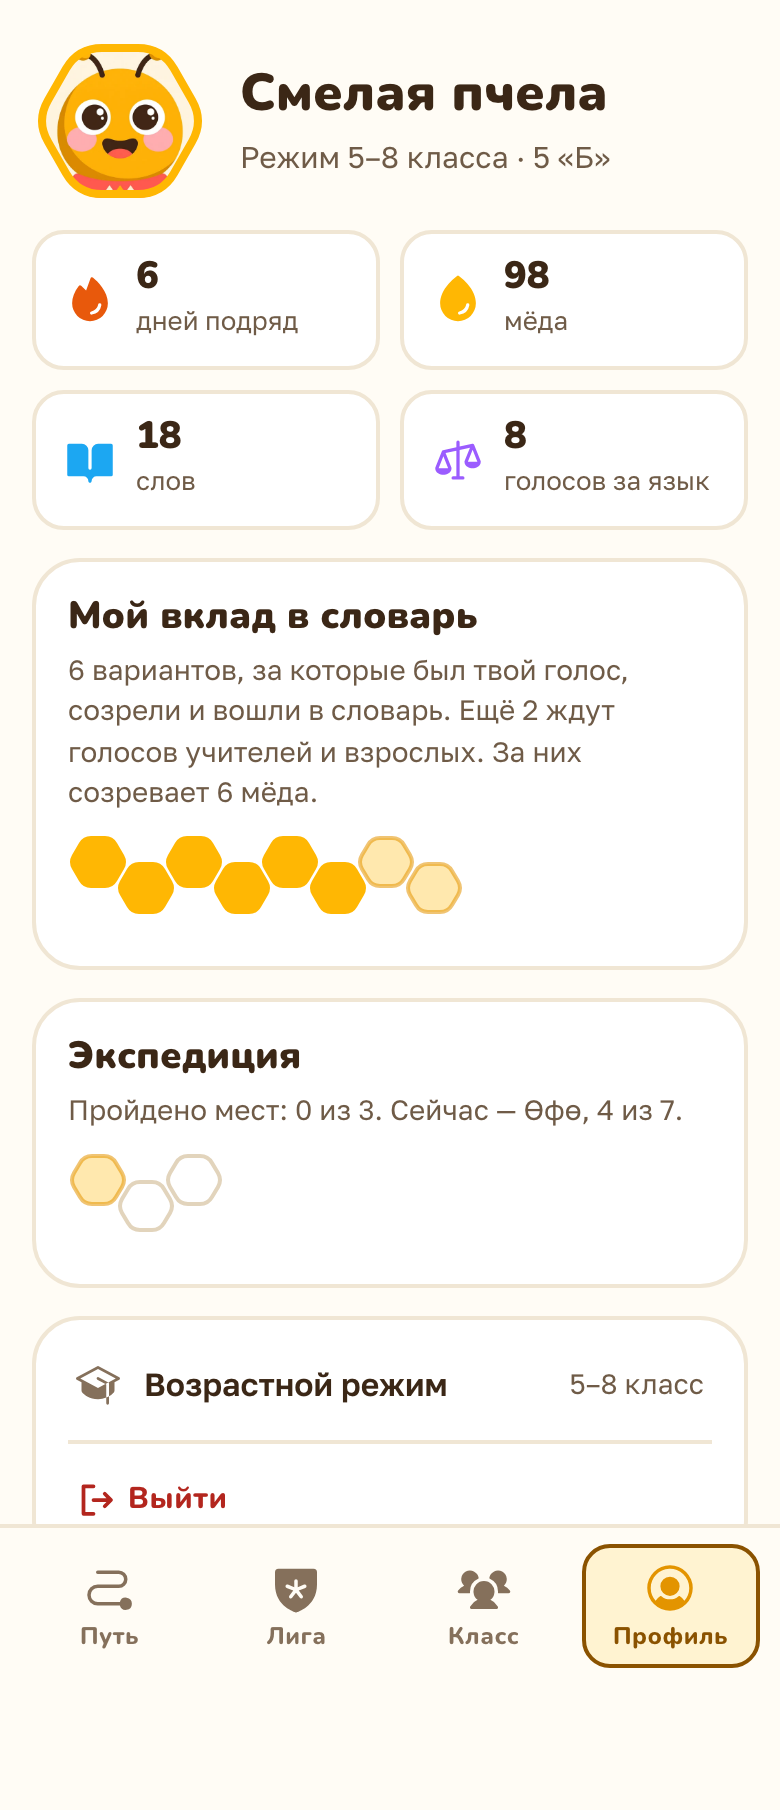 Смелая пчела
Режим 5–8 класса · 5 «Б»
6
дней подряд
98
мёда
18
слов
8
голосов за язык
Мой вклад в словарь
6 вариантов, за которые был твой голос,
созрели и вошли в словарь. Ещё 2 ждут
голосов учителей и взрослых. За них
созревает 6 мёда.
Экспедиция
Пройдено мест: 0 из 3. Сейчас — Өфө, 4 из 7.
Возрастной режим
5–8 класс
Выйти
Путь
Лига
Класс
Профиль